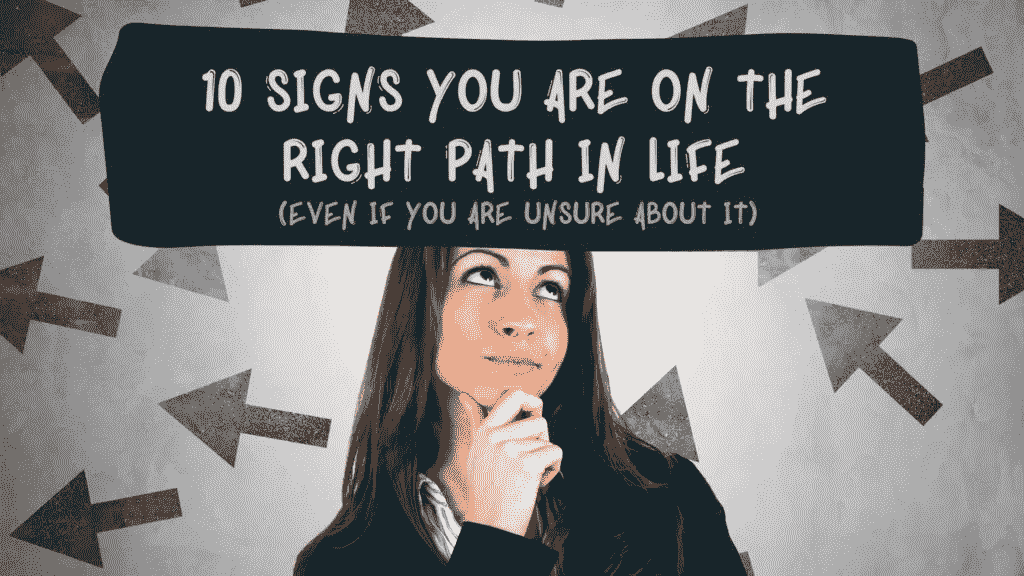 10 SIGNS YOU ARE ON THE
RIGHT PATH IN LIFE
(EVEN IF YOU ARE UNSURE ABOUT IT)